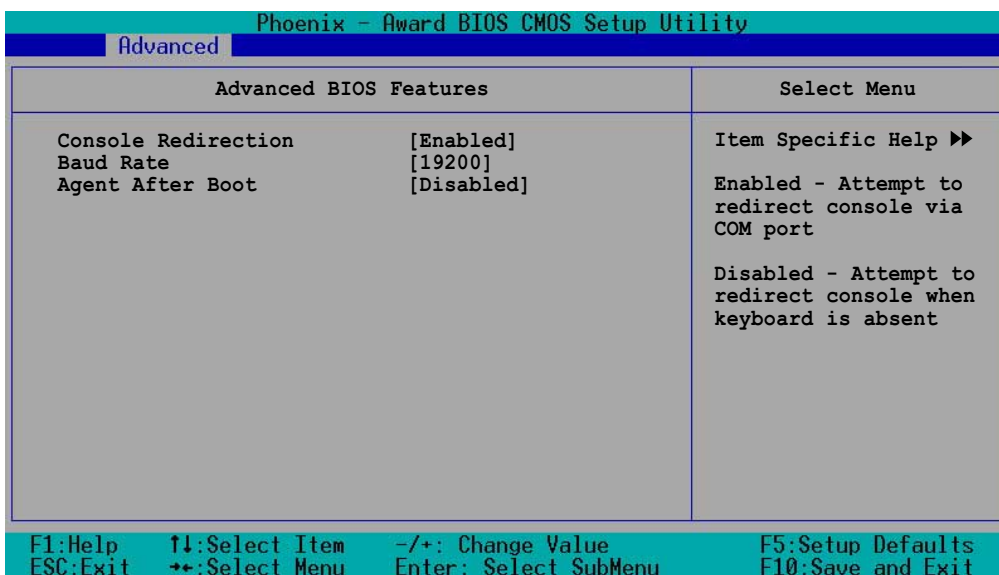 Phoenix - Award BIOS CMOS Setup Utility
Advanced
Advanced BIOS Features
Select Menu
Console Redirection [Enabled]
Baud Rate [19200]
Agent After Boot [Disabled]
Item Specific Help ▶▶
Enabled - Attempt to
redirect console via
COM port
Disabled - Attempt to
redirect console when
keyboard is absent
F1:Help ↑↓:Select Item -/+: Change Value F5:Setup Defaults
ESC:Exit →←:Select Menu Enter: Select SubMenu F10:Save and Exit